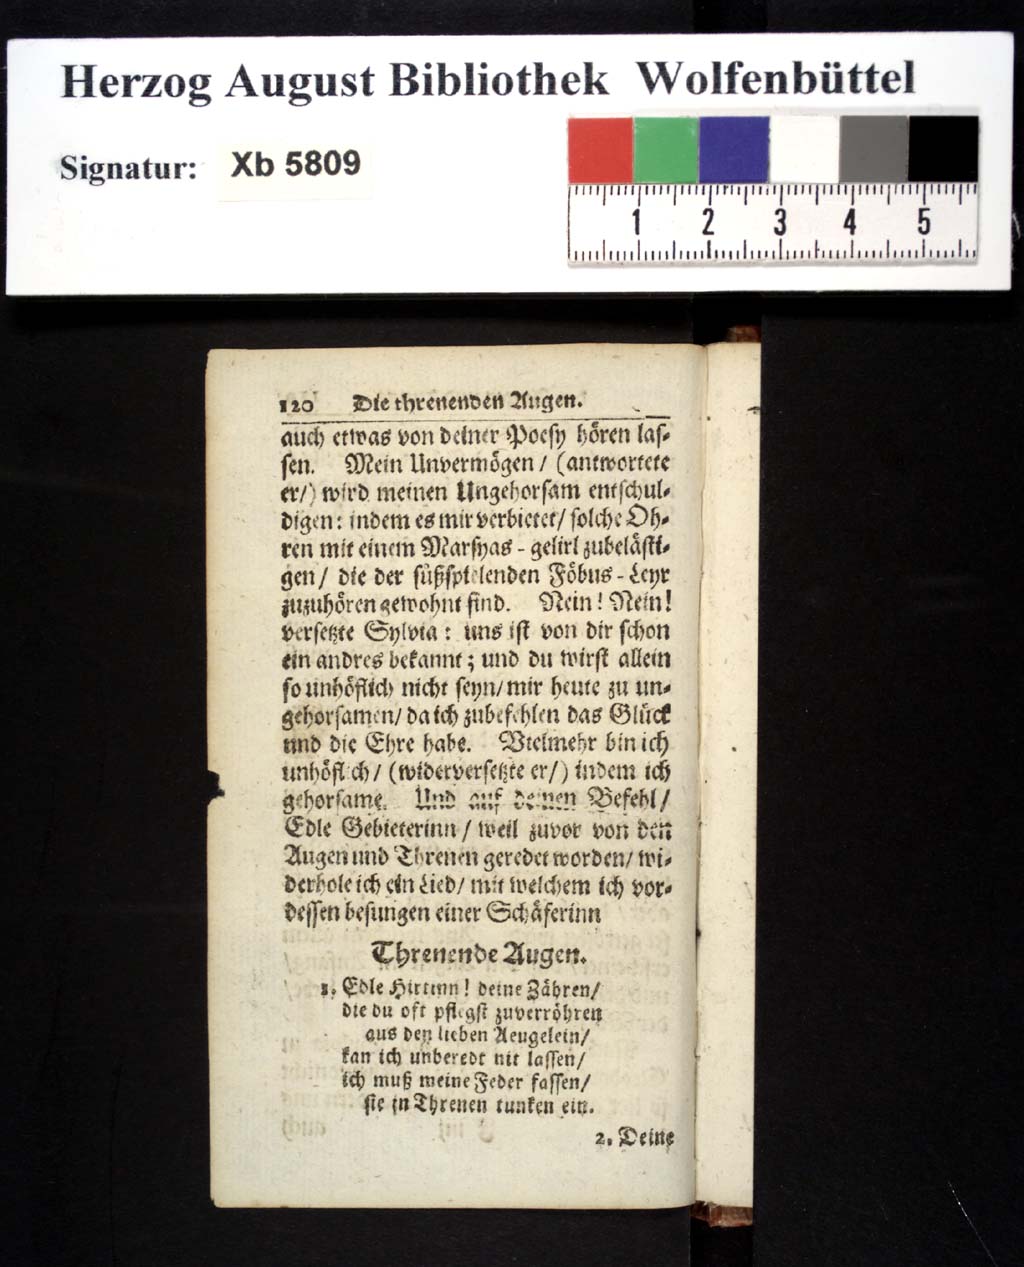 Herzog August Bibliothek Wolfenbüttel
Signatur: Xb 5809
1 2 3 4 5
120 Die threnenden Augen.
auch etwas von deiner Poesy hören las-
sen. Mein Unvermögen / (antwortete
er/) wird meinen Ungehorsam entschul-
digen: indem es mir verbietet/ solche Oh-
ren mit einem Marsyas - gelirl zubelästi-
gen / die der süßspielenden Föbus - Leyr
zuzuhören gewohnt sind. Nein! Nein!
versetzte Sylvia: uns ist von dir schon
ein andres bekannt; und du wirst allein
so unhöflich nicht seyn/ mir heute zu un-
gehorsamen/ da ich zubefehlen das Glück
und die Ehre habe. Vielmehr bin ich
unhöflich/ (widerversetzte er/) indem ich
gehorsame. Und auf deinen Befehl/
Edle Gebieterinn / weil zuvor von den
Augen und Threnen geredet worden/ wi-
derhole ich ein Lied/ mit welchem ich vor-
dessen besungen einer Schäferinn
Threnende Augen.
1. Edle Hirtinn! deine Zähren/
die du oft pflegst zuverröhren
aus den lieben Aeugelein/
kan ich unberedt nit lassen/
ich muß meine Feder fassen/
sie in Threnen tunken ein.
2. Deine